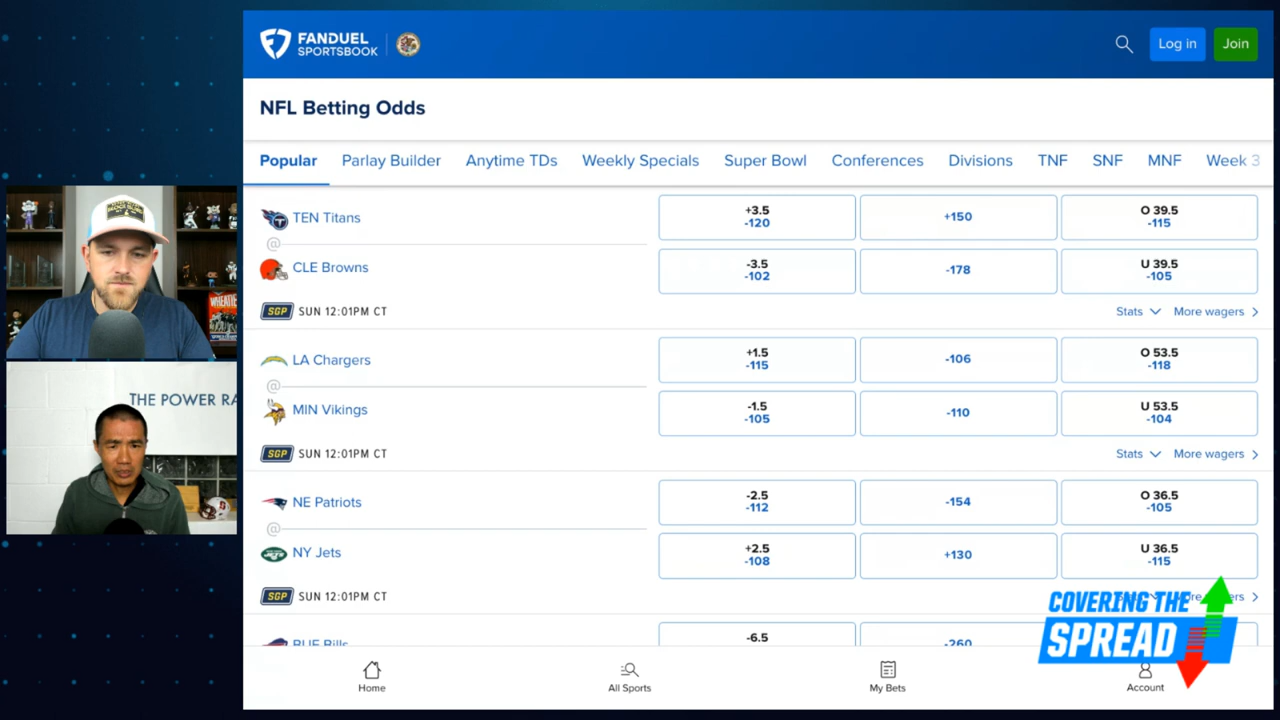 FANDUEL
SPORTSBOOK
Log in
Join
NFL Betting Odds
Popular
Parlay Builder
Anytime TDs
Weekly Specials
Super Bowl
Conferences
Divisions
TNF
SNF
MNF
Week 3
TEN Titans
+3.5
-120
+150
O 39.5
-115
@
CLE Browns
-3.5
-102
-178
U 39.5
-105
SGP SUN 12:01PM CT
Stats
More wagers
LA Chargers
+1.5
-115
-106
O 53.5
-118
@
MIN Vikings
-1.5
-105
-110
U 53.5
-104
SGP SUN 12:01PM CT
Stats
More wagers
NE Patriots
-2.5
-112
-154
O 36.5
-105
@
NY Jets
+2.5
-108
+130
U 36.5
-115
SGP SUN 12:01PM CT
BUF Bills
-6.5
-260
COVERING THE
SPREAD
Home
All Sports
My Bets
Account
WHEATIES
THE POWER RA